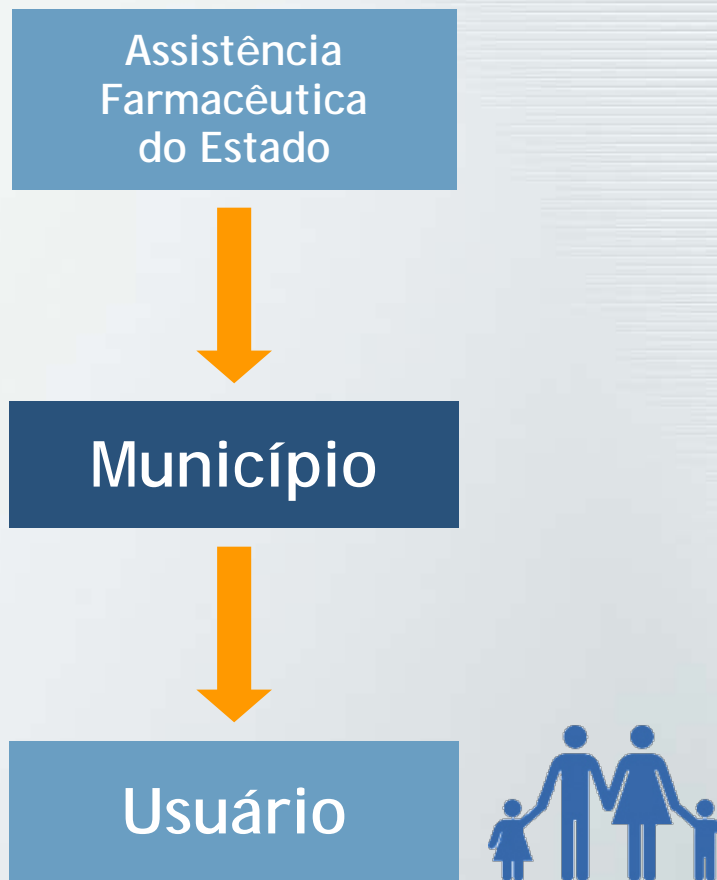 Assistência
Farmacêutica
do Estado
Município
Usuário